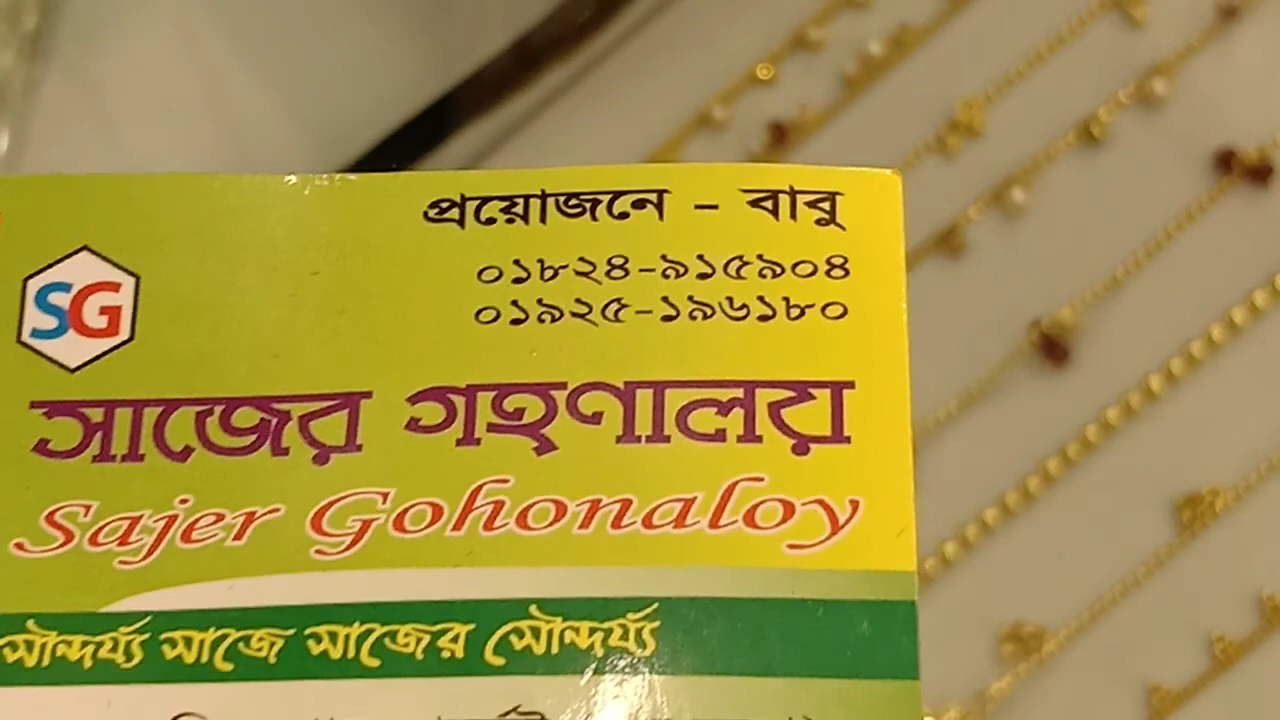 প্রয়োজনে - বাবু
০১৮২৪-৯১৫৯০৪
০১৯২৫-১৯৬১৮০
SG
সাজের গহণালয়
Sajer Gohonaloy
সৌন্দর্য্য সাজে সাজের সৌন্দর্য্য